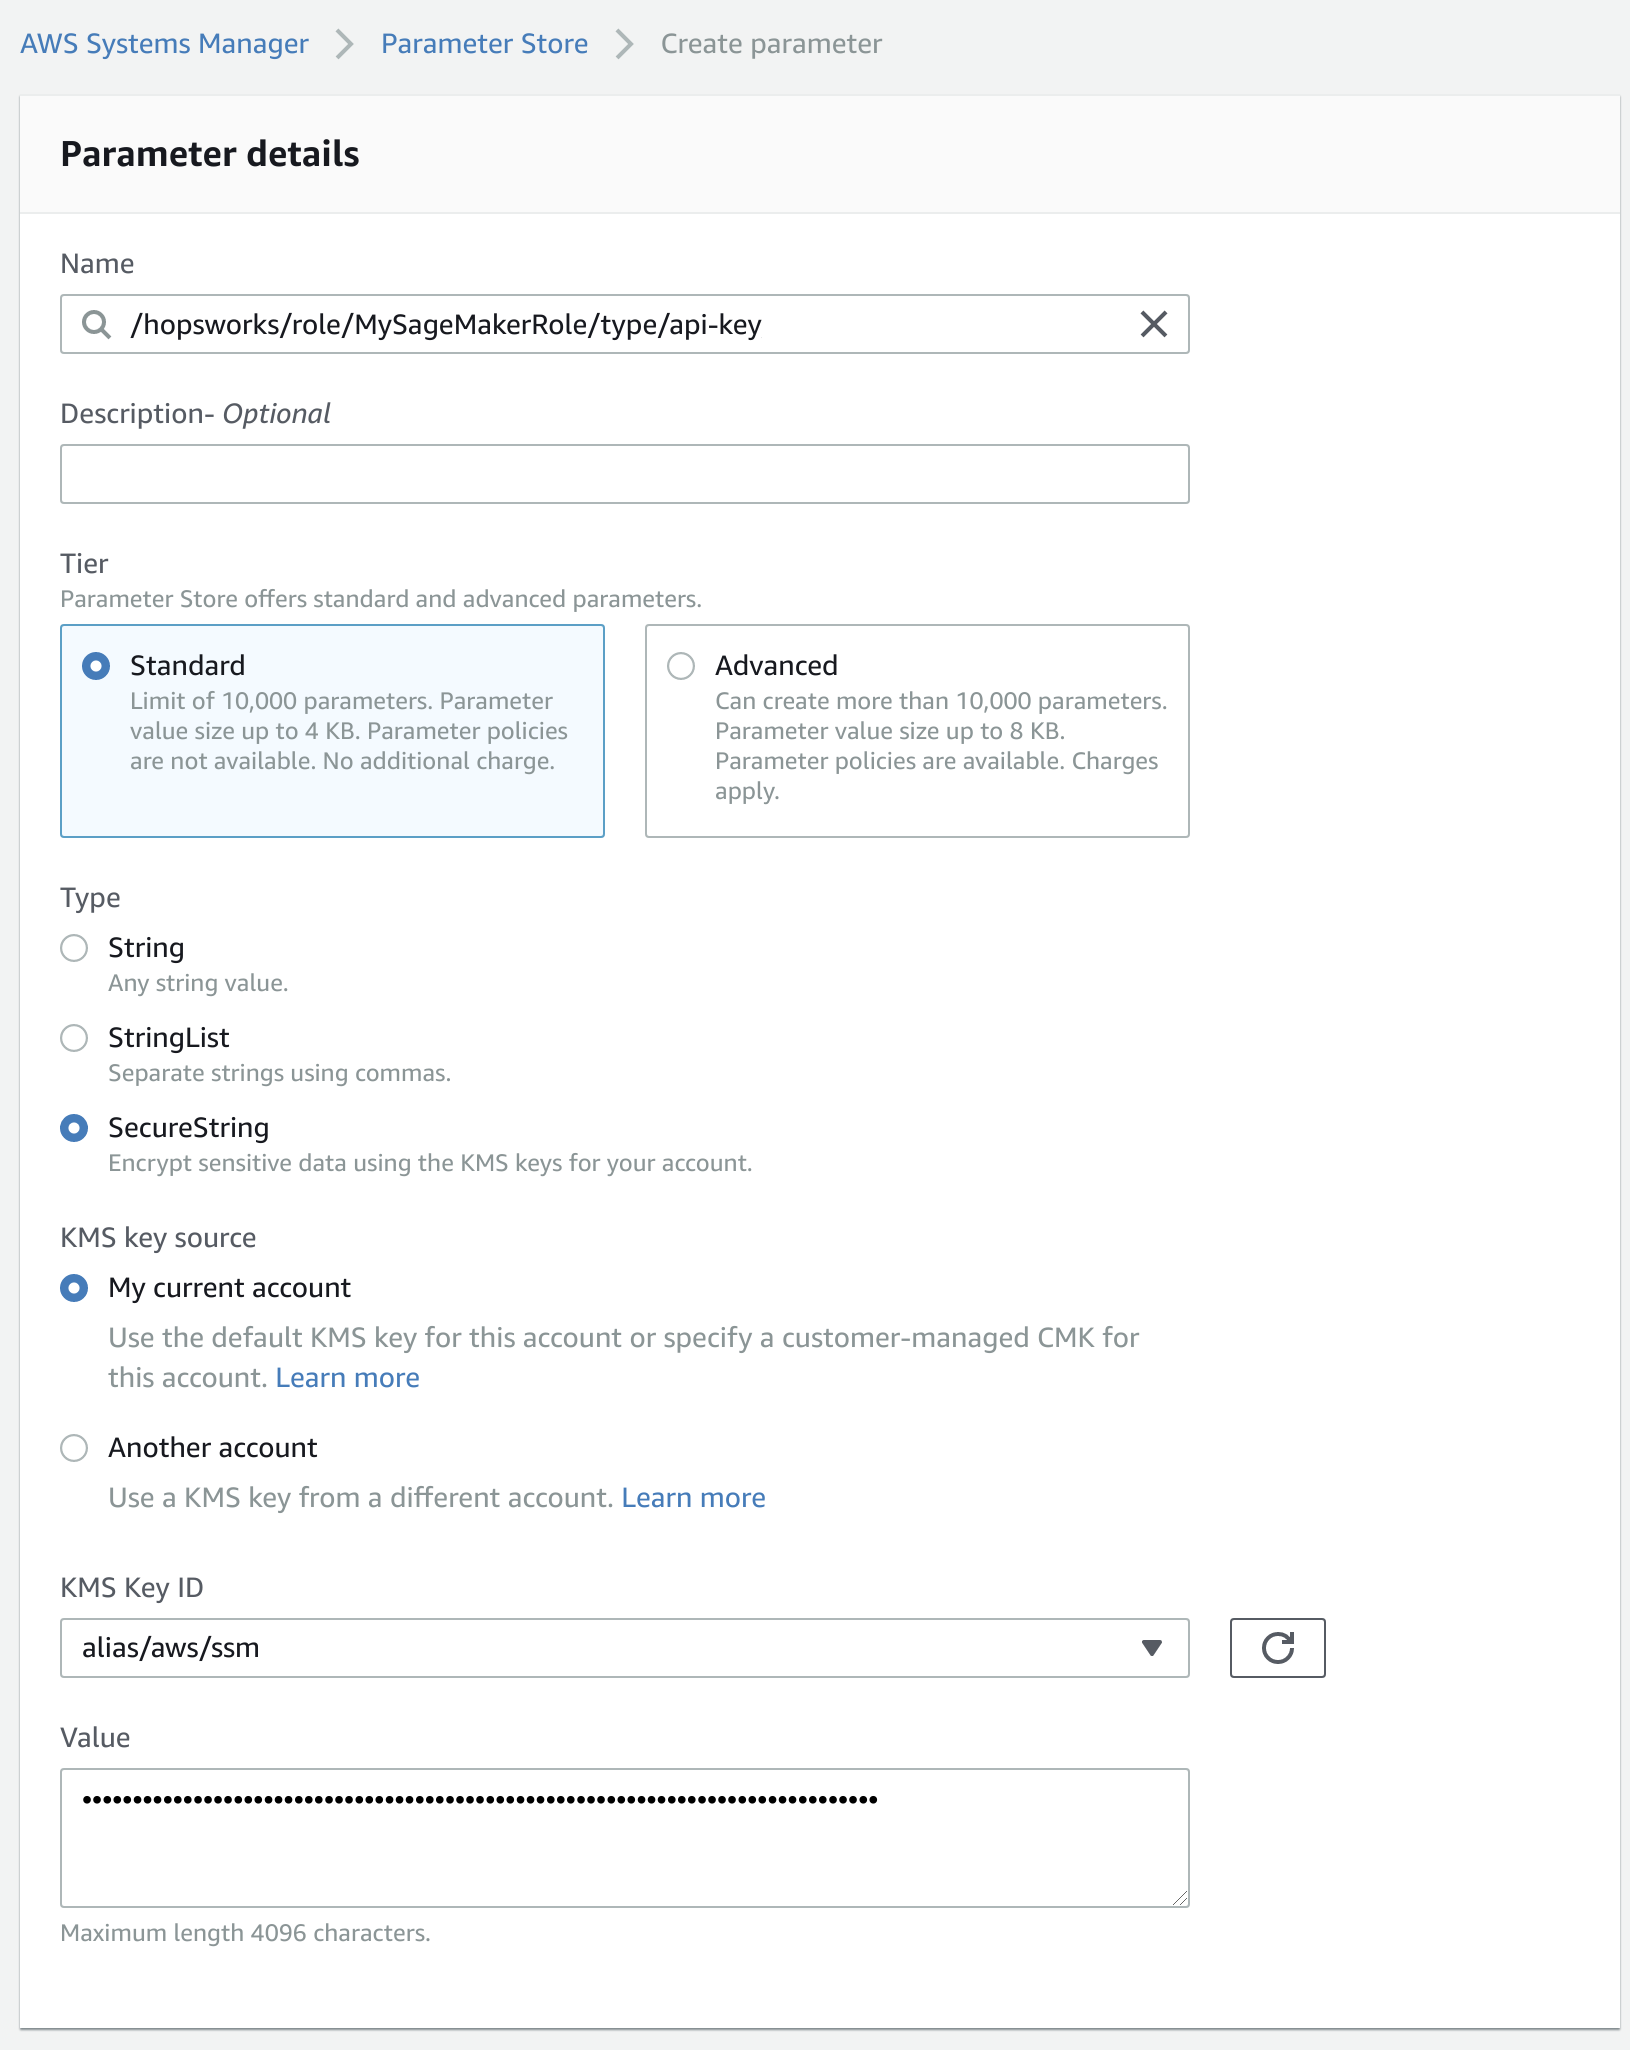 AWS Systems Manager > Parameter Store > Create parameter
Parameter details
Name
/hopsworks/role/MySageMakerRole/type/api-key
Description- Optional
Tier
Parameter Store offers standard and advanced parameters.
Standard
Limit of 10,000 parameters. Parameter
value size up to 4 KB. Parameter policies
are not available. No additional charge.
Advanced
Can create more than 10,000 parameters.
Parameter value size up to 8 KB.
Parameter policies are available. Charges
apply.
Type
String
Any string value.
StringList
Separate strings using commas.
SecureString
Encrypt sensitive data using the KMS keys for your account.
KMS key source
My current account
Use the default KMS key for this account or specify a customer-managed CMK for
this account. Learn more
Another account
Use a KMS key from a different account. Learn more
KMS Key ID
alias/aws/ssm
Value
Maximum length 4096 characters.